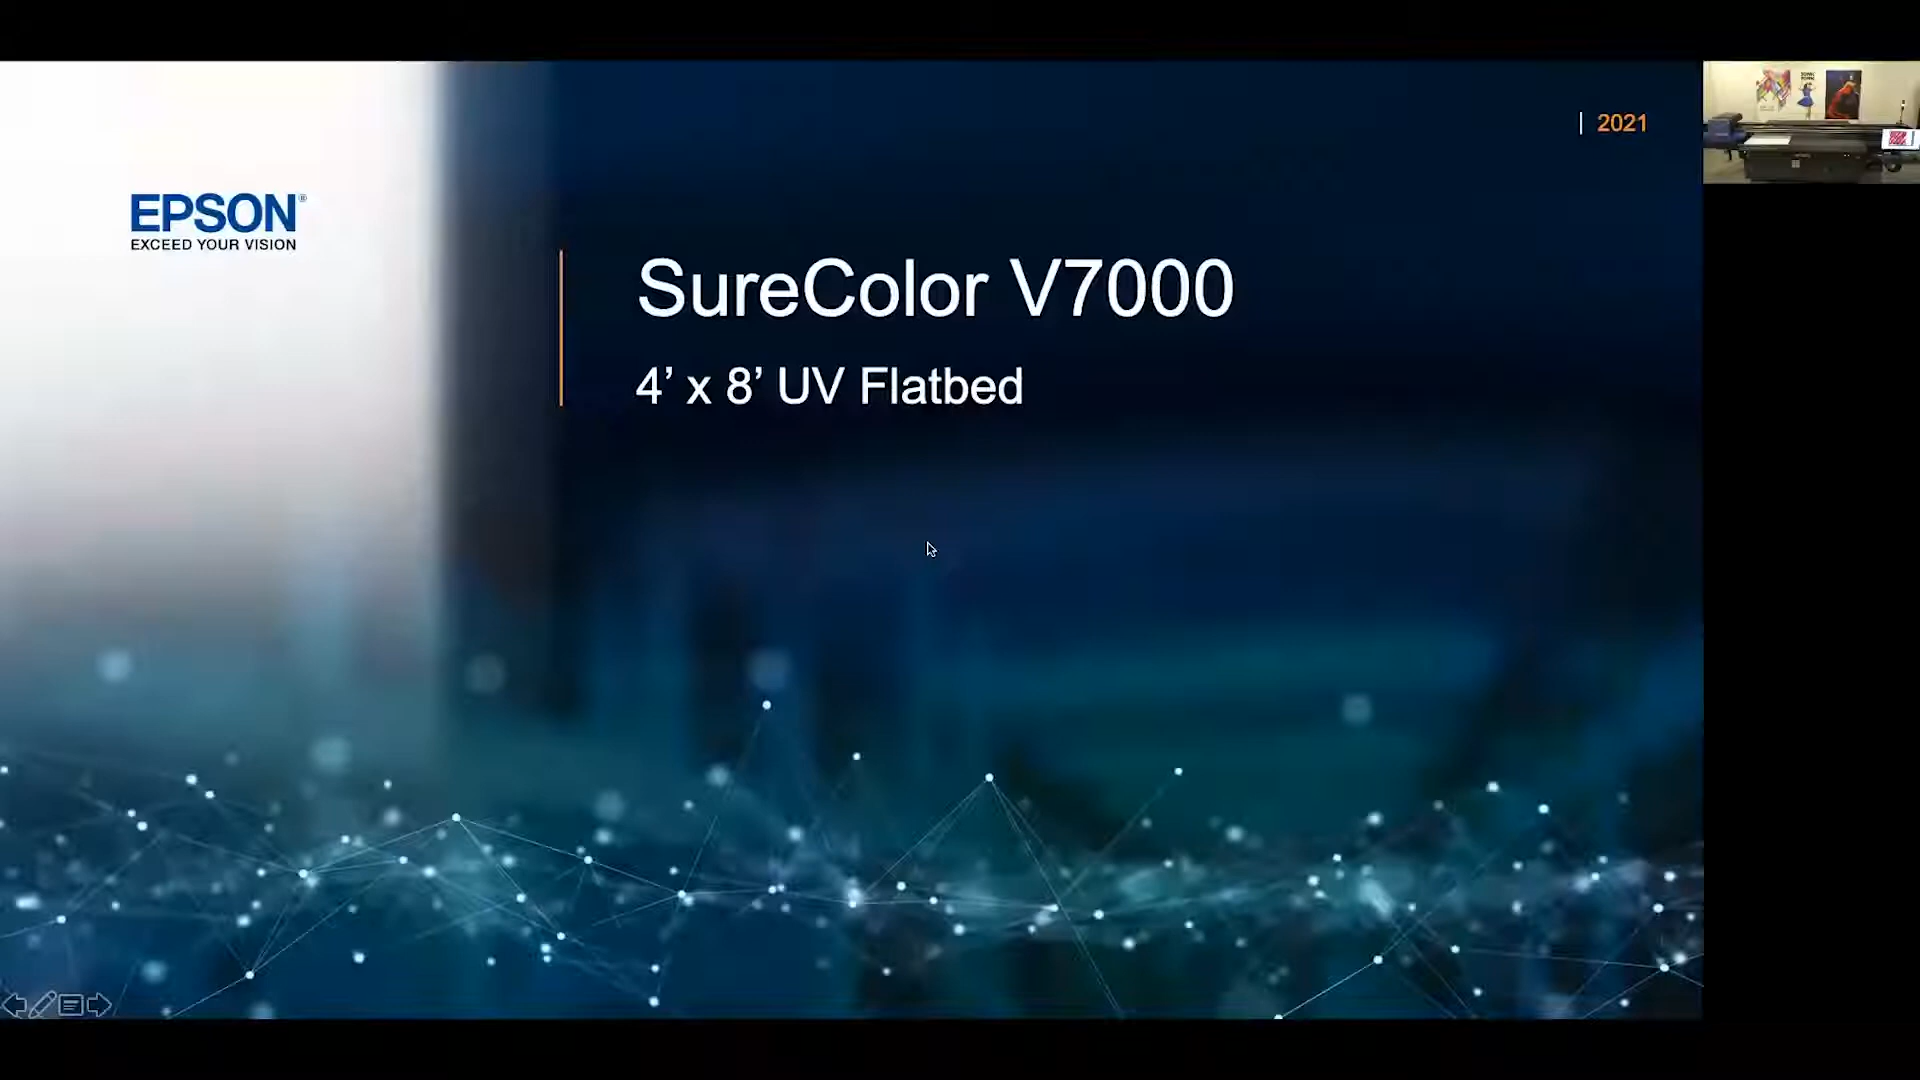 | 2021
EPSON®
EXCEED YOUR VISION
SureColor V7000
4’ x 8’ UV Flatbed